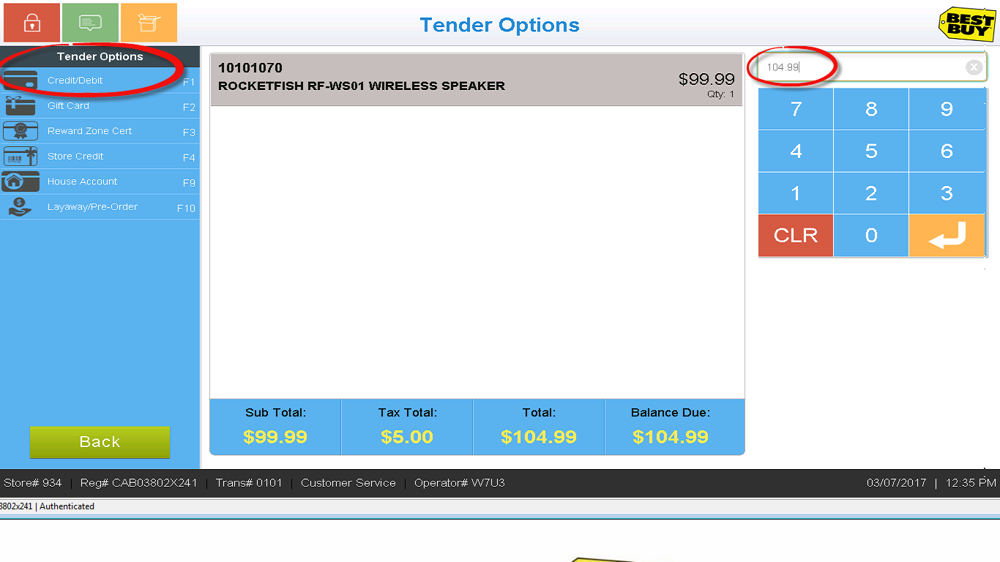 Tender Options
BEST
BUY
Tender Options
Credit/Debit F1
Gift Card F2
Reward Zone Cert F3
Store Credit F4
House Account F9
Layaway/Pre-Order F10
Back
10101070
ROCKETFISH RF-WS01 WIRELESS SPEAKER
$99.99
Qty: 1
Sub Total: Tax Total: Total: Balance Due:
$99.99 $5.00 $104.99 $104.99
104.99
7 8 9
4 5 6
1 2 3
CLR 0
Store# 934 | Reg# CAB03802X241 | Trans# 0101 | Customer Service | Operator# W7U3 03/07/2017 | 12:35 PM
3802x241 | Authenticated